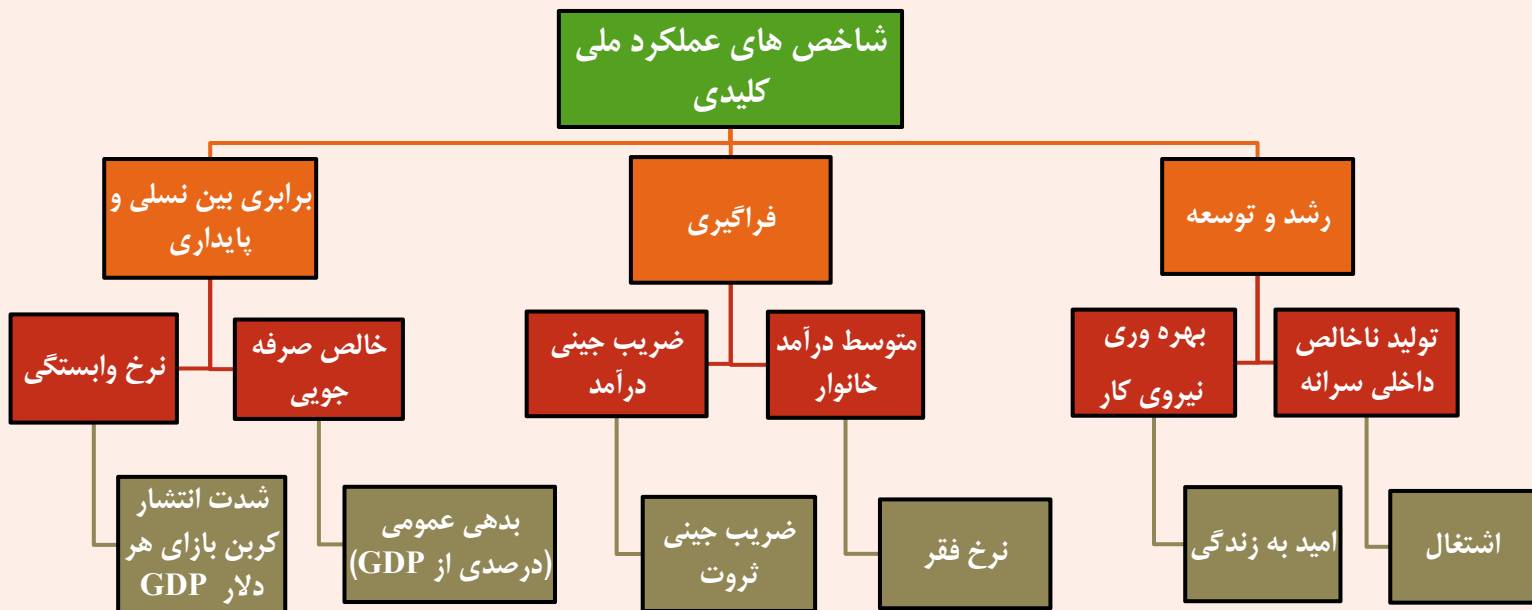 شاخص های عملکرد ملی
کلیدی
رشد و توسعه
فراگیری
برابری بین نسلی و
پایداری
تولید ناخالص
داخلی سرانه
بهره وری
نیروی کار
متوسط درآمد
خانوار
ضریب جینی
درآمد
خالص صرفه
جویی
نرخ وابستگی
اشتغال
امید به زندگی
نرخ فقر
ضریب جینی
ثروت
بدهی عمومی
(درصدی از GDP)
شدت انتشار
کربن بازای هر
دلار GDP